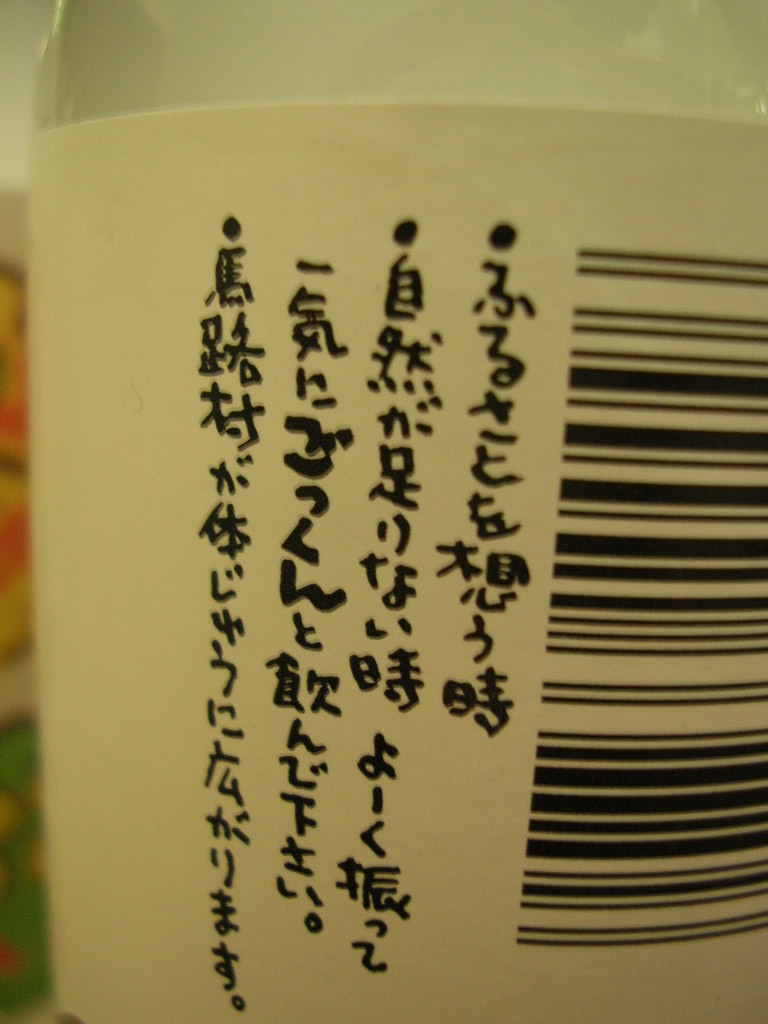 •ふるさとを想う時
•自然が足りない時 よーく振って
一気にごっくんと飲んで下さい。
•馬路村が体じゅうに広がります。